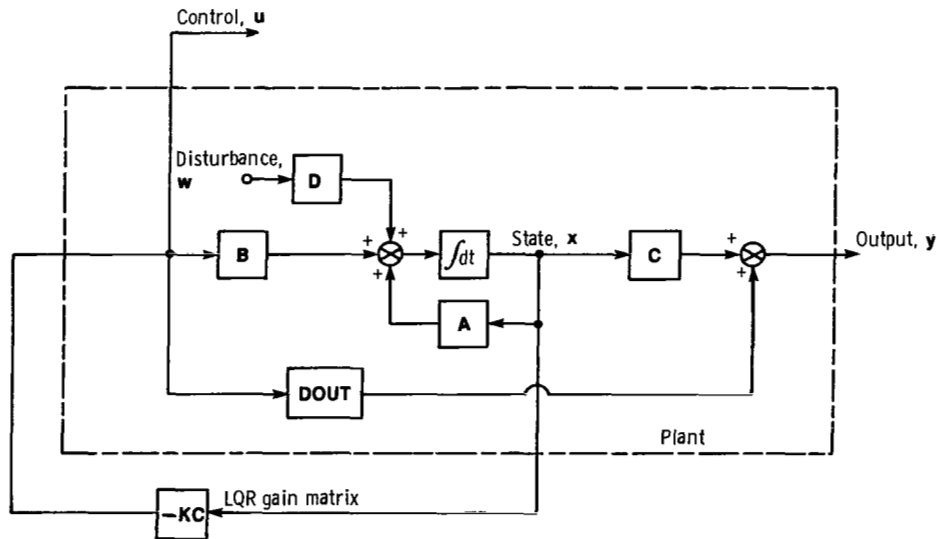 Control, u
Disturbance,
w
D
+
+
B
+
∫dt
State, x
C
+
Output, y
+
A
+
DOUT
Plant
LQR gain matrix
−KC